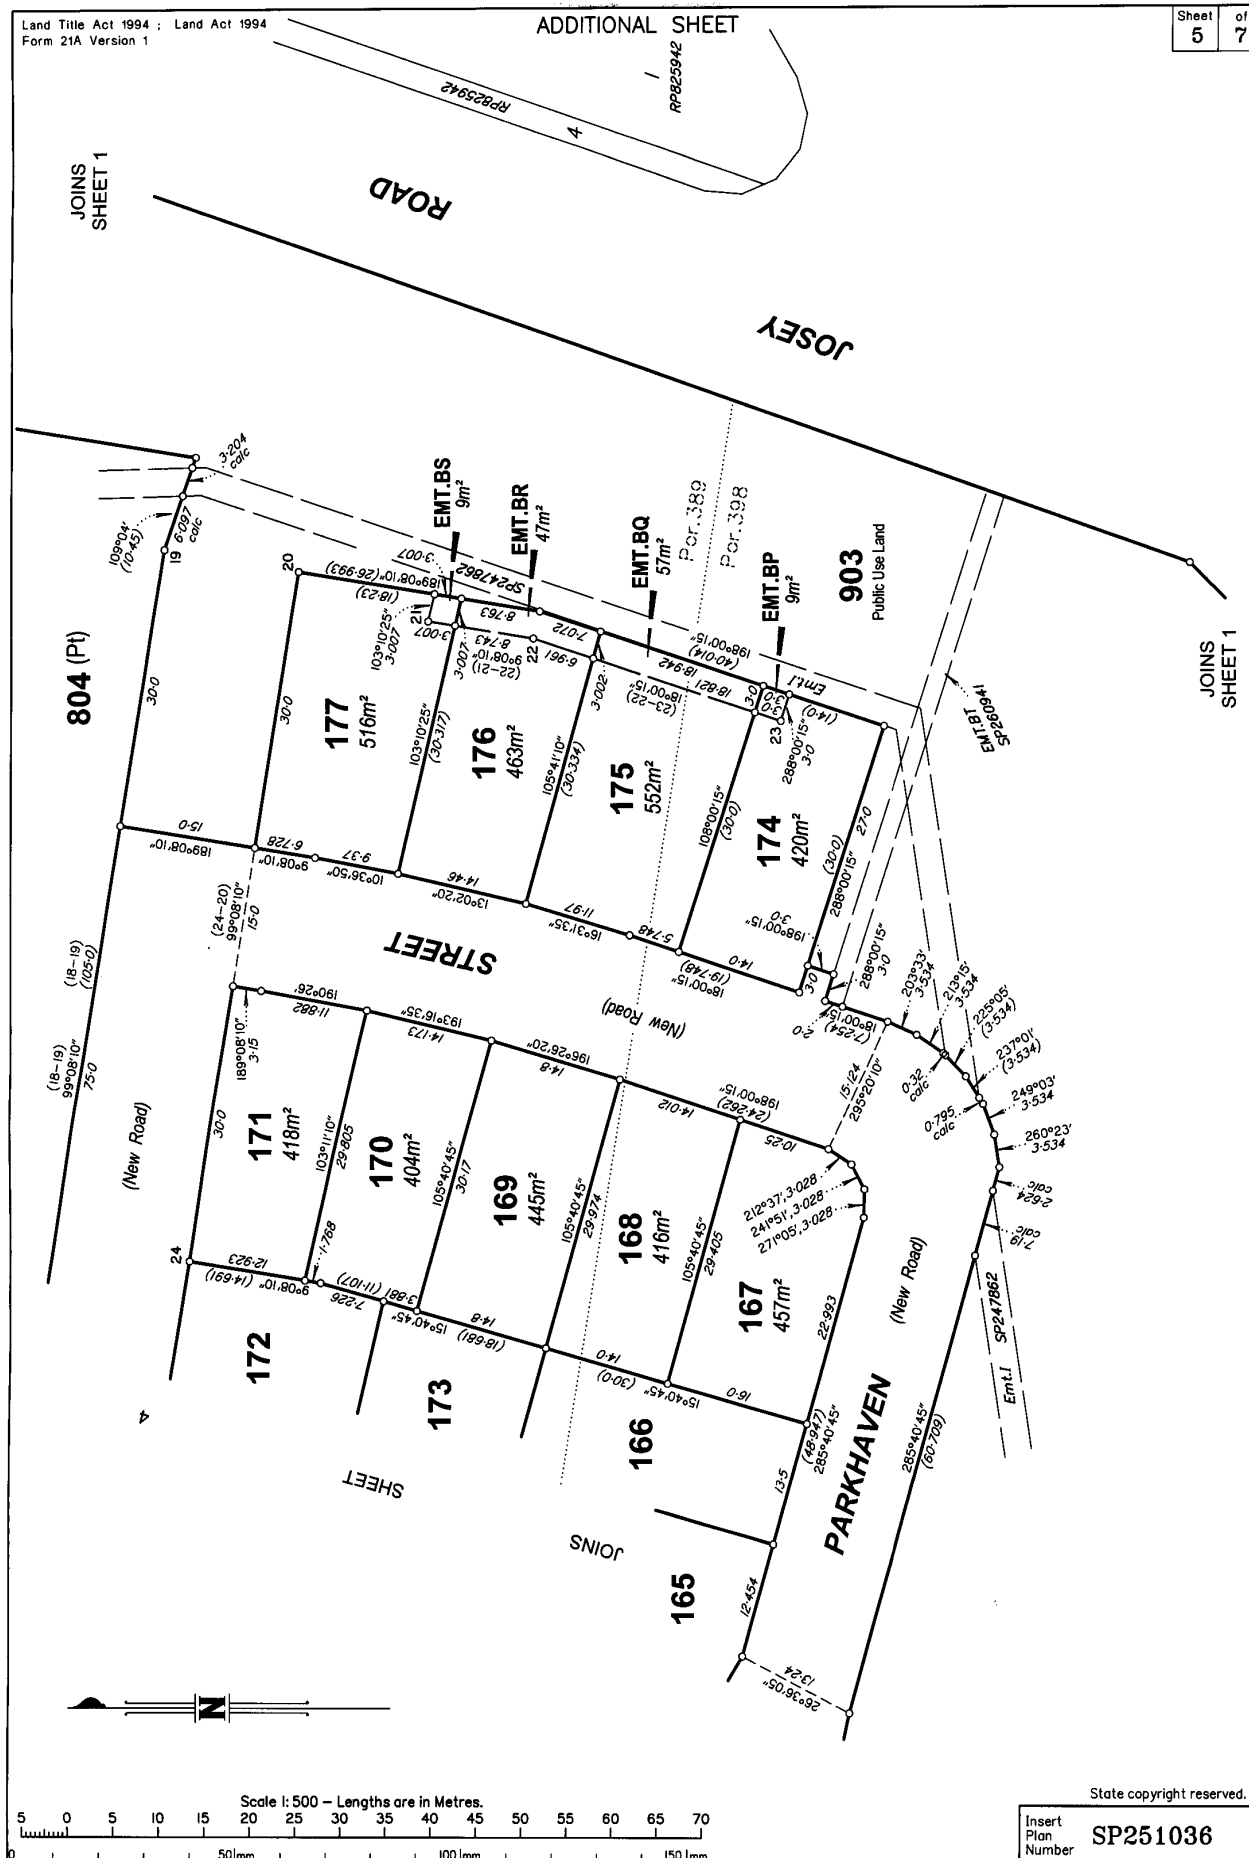 Land Title Act 1994 ; Land Act 1994
Form 21A Version 1
ADDITIONAL SHEET
Sheet
5
of
7
RP825942
4
1
RP825942
JOINS
SHEET 1
ROAD
JOSEY
3·204
calc
109°04'
(10·45)
6·097
calc
19
20
804 (Pt)
30·0
30·0
189°08'10"(26·993)
(18·23)
3·007
EMT.BS
9m²
SP247862
EMT.BR
47m²
EMT.BQ
57m²
Por. 389
Por. 398
EMT.BP
9m²
903
Public Use Land
21
103°10'25"
3·007
3·007
3·007
8·763
8·743
9°08'10"
(22-21)
22
7·072
6·961
3·002
198°00'15"
(40·014)
18·942
18·821
18°00'15"
(23-22)
Emt.I
3·0
3·0
3·0
23
(14·0)
288°00'15"
3·0
EMT.BT
SP260941
JOINS
SHEET 1
177
516m²
176
463m²
175
552m²
174
420m²
103°10'25"
(30·317)
105°41'10"
(30·334)
108°00'15"
(30·0)
27·0
(30·0)
288°00'15"
15·0
189°08'10"
6·728
9°08'10"
9·37
10°36'50"
14·46
13°02'20"
11·97
16°31'35"
5·748
14·0
(19·748)
18°00'15"
198°00'15"
3·0
3·0
288°00'15"
3·0
2·0
18°00'15"
(7·254)
(24-20)
99°08'10"
15·0
STREET
(New Road)
(18-19)
(105·0)
(18-19)
99°08'10"
75·0
(New Road)
189°08'10"
3·15
190°26'
11·882
193°16'35"
14·173
196°26'20"
14·8
14·012
198°00'15"
(24·262)
10·25
15·124
295°20'10"
203°33'
3·534
213°15'
3·534
225°05'
(3·534)
237°01'
(3·534)
249°03'
3·534
260°23'
3·534
0·32
calc
0·795
calc
2·624
calc
7·19
calc
30·0
171
418m²
103°11'10"
29·805
170
404m²
105°40'45"
30·17
169
445m²
105°40'45"
29·974
168
416m²
105°40'45"
29·405
167
457m²
212°37', 3·028
241°51', 3·028
271°05', 3·028
22·993
(New Road)
24
12·923
9°08'10" (14·691)
1·768
7·226
(11·107)
3·881
15°40'45"
14·8
(18·681)
14·0
(30·0)
15°40'45"
16·0
(48·947)
285°40'45"
172
173
166
4
SHEET
JOINS
13·5
165
12·454
PARKHAVEN
285°40'45"
(60·709)
Emt.I SP247862
13·24
26°36'05"
N
Scale 1:500 – Lengths are in Metres.
5 0 5 10 15 20 25 30 35 40 45 50 55 60 65 70
0 50mm 100mm 150mm
State copyright reserved.
Insert
Plan
Number
SP251036